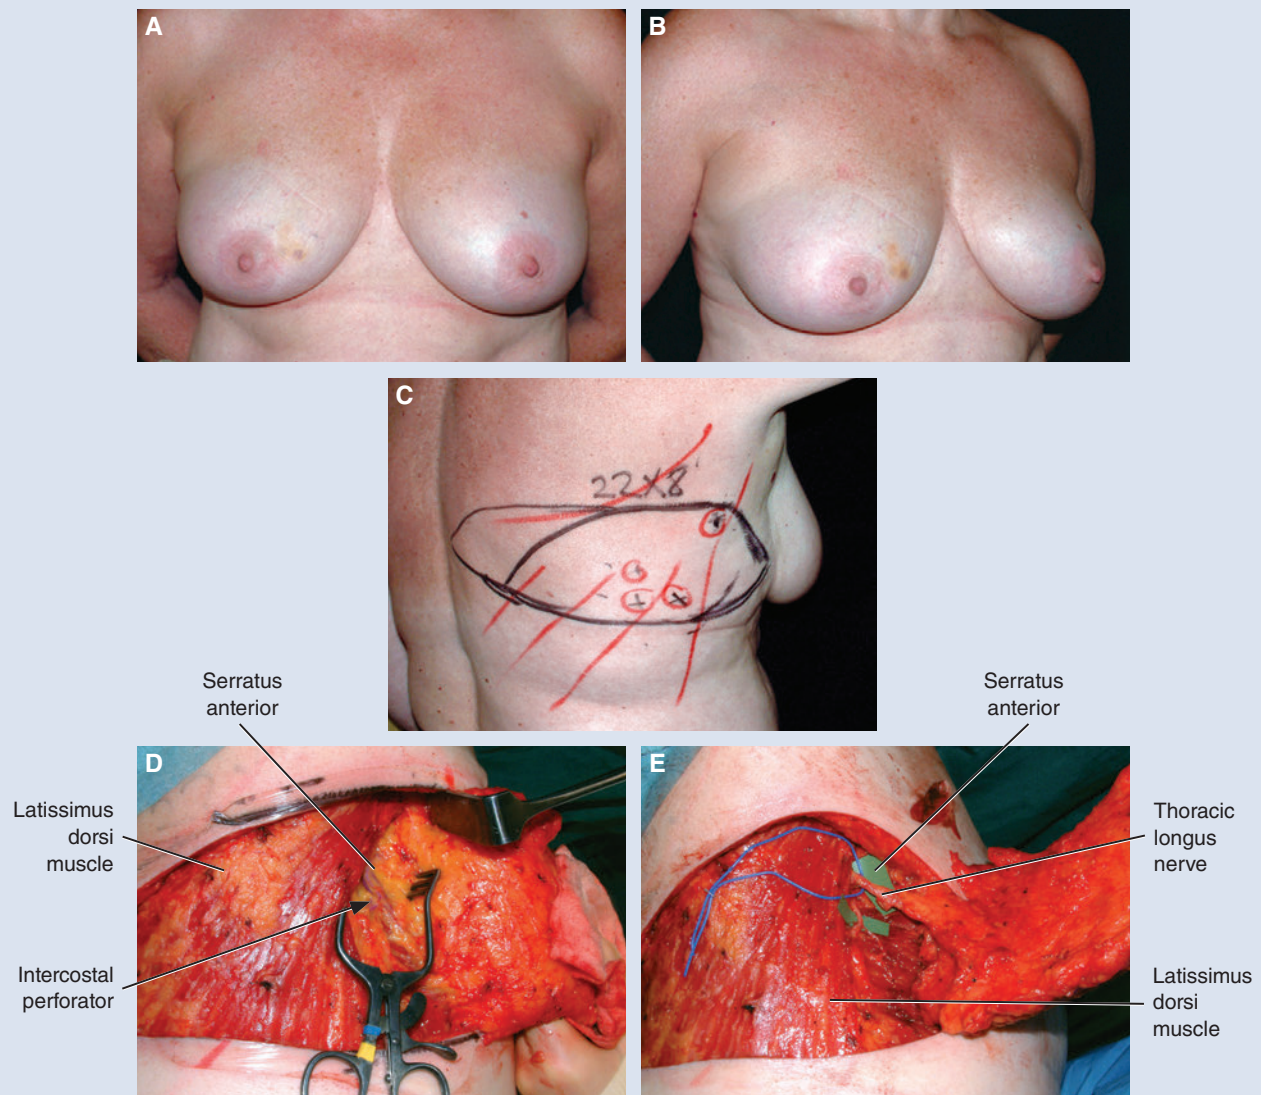 A
B
C
22X8
Serratus
anterior
Serratus
anterior
D
E
Latissimus
dorsi
muscle
Thoracic
longus
nerve
Intercostal
perforator
Latissimus
dorsi
muscle